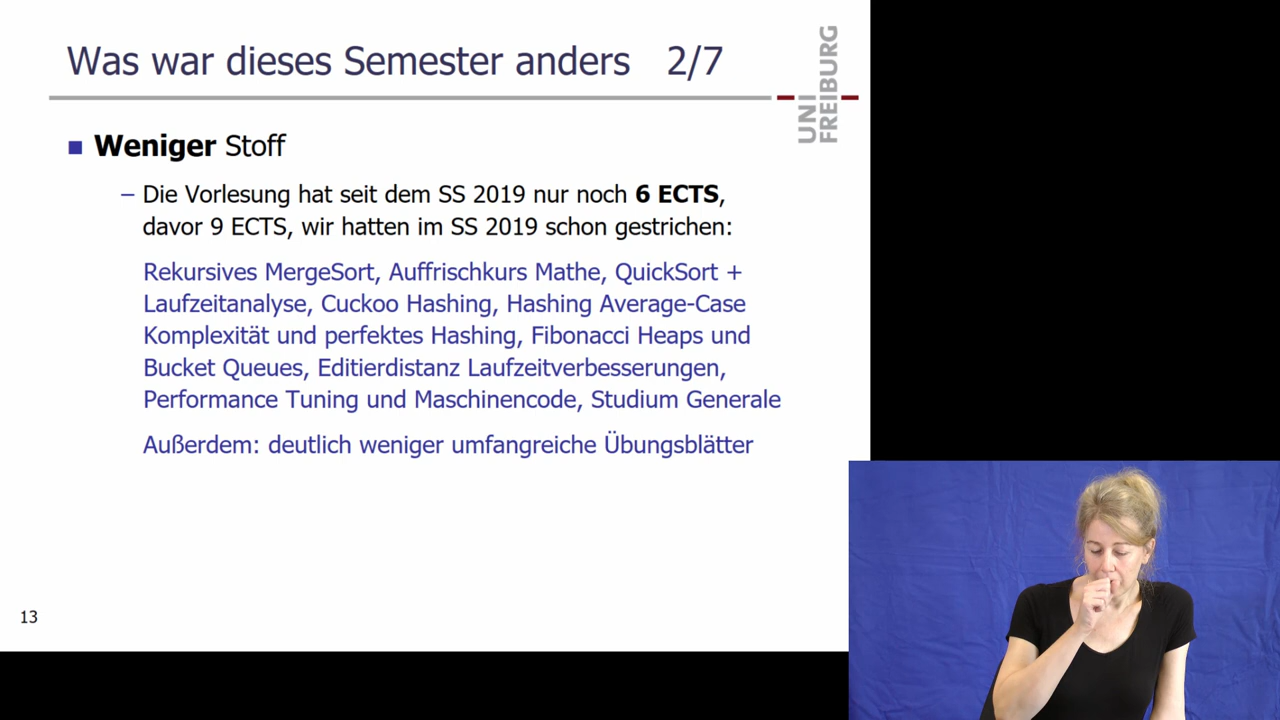 Was war dieses Semester anders 2/7
UNI
FREIBURG
Weniger Stoff
– Die Vorlesung hat seit dem SS 2019 nur noch 6 ECTS,
davor 9 ECTS, wir hatten im SS 2019 schon gestrichen:
Rekursives MergeSort, Auffrischkurs Mathe, QuickSort +
Laufzeitanalyse, Cuckoo Hashing, Hashing Average-Case
Komplexität und perfektes Hashing, Fibonacci Heaps und
Bucket Queues, Editierdistanz Laufzeitverbesserungen,
Performance Tuning und Maschinencode, Studium Generale
Außerdem: deutlich weniger umfangreiche Übungsblätter
13